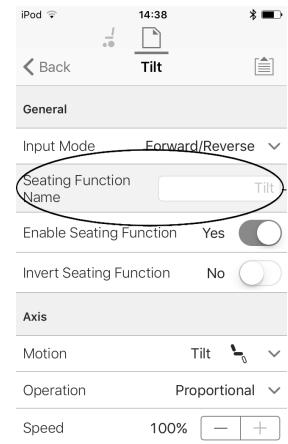 iPod 14:38
Back Tilt
General
Input Mode Forward/Reverse
Seating Function
Name Tilt
Enable Seating Function Yes
Invert Seating Function No
Axis
Motion Tilt
Operation Proportional
Speed 100% − +